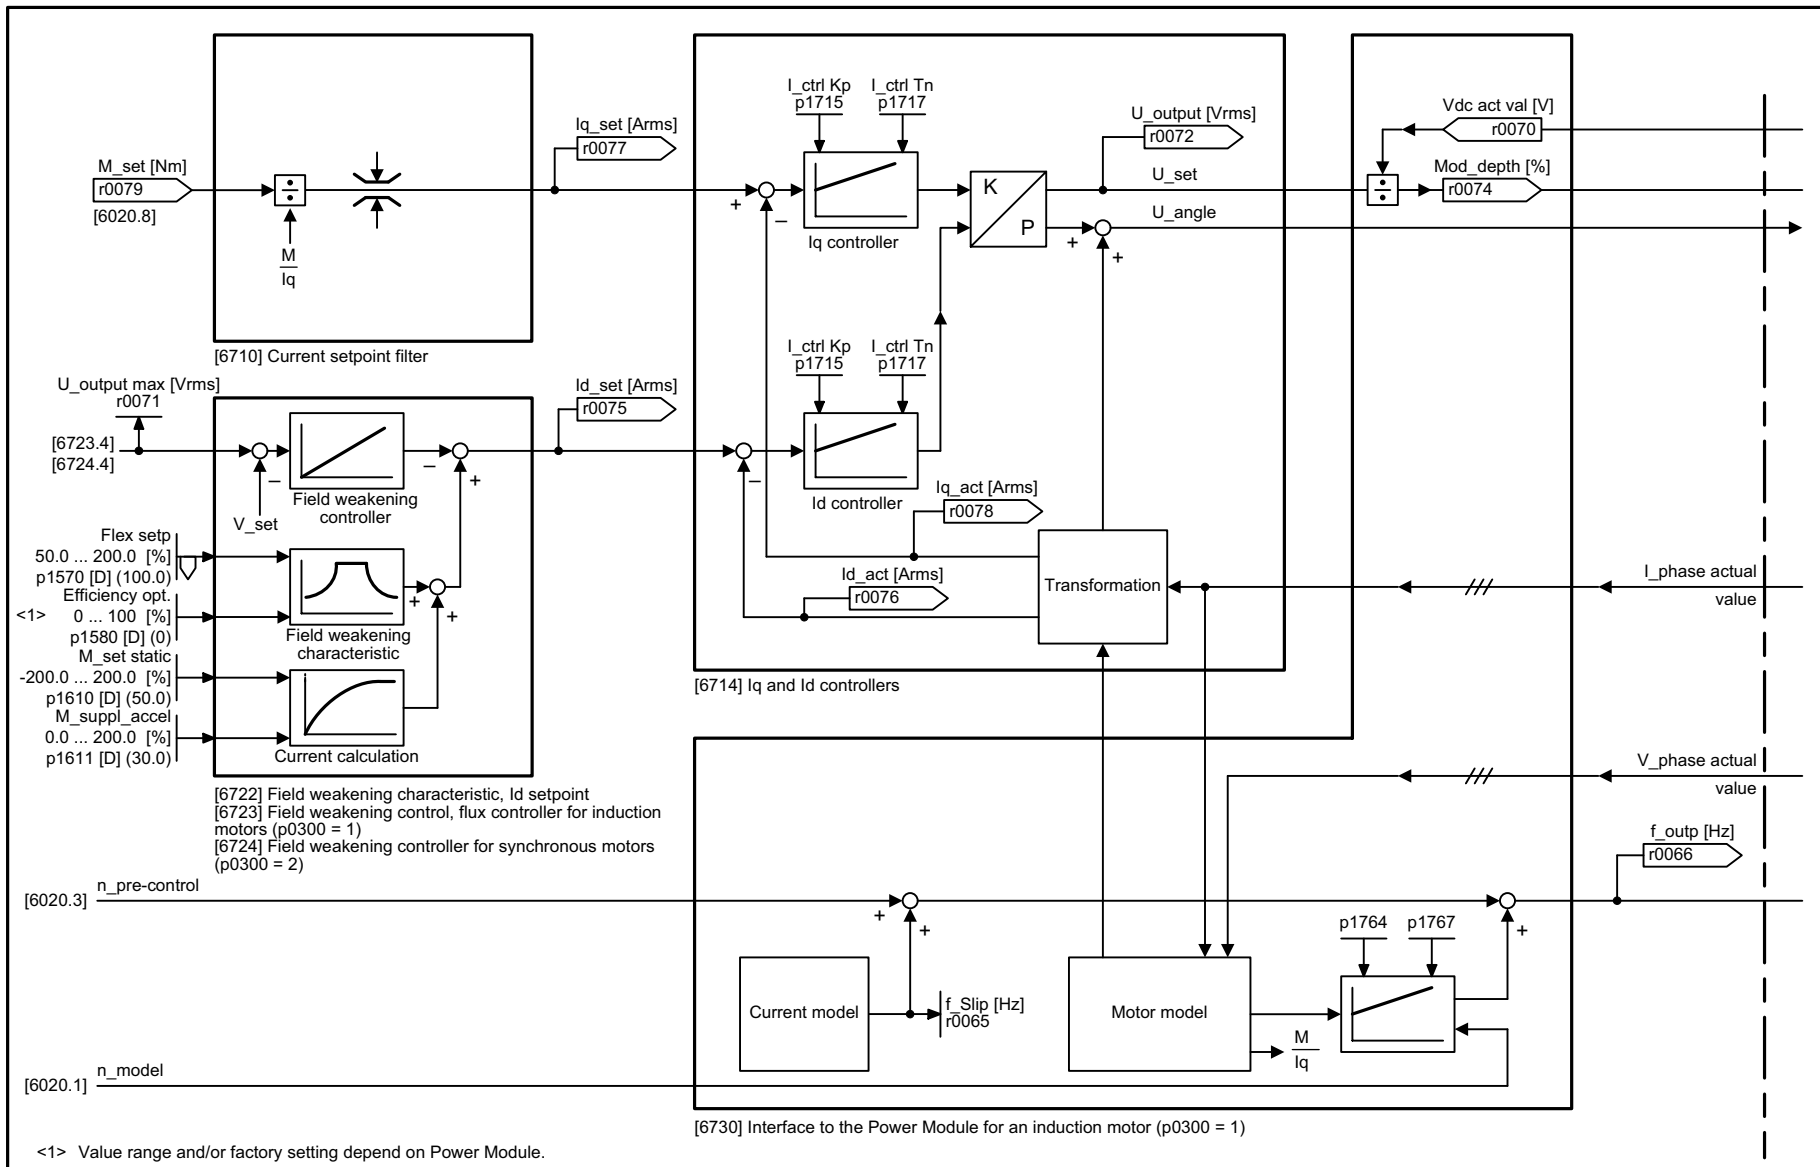 M_set [Nm]
r0079
[6020.8]
÷
M
Iq
[6710] Current setpoint filter
Iq_set [Arms]
r0077
I_ctrl Kp
p1715
I_ctrl Tn
p1717
+
–
Iq controller
K
P
U_output [Vrms]
r0072
U_set
U_angle
+
+
Vdc act val [V]
r0070
÷
Mod_depth [%]
r0074
U_output max [Vrms]
r0071
[6723.4]
[6724.4]
–
V_set
Field weakening
controller
–
+
Id_set [Arms]
r0075
I_ctrl Kp
p1715
I_ctrl Tn
p1717
–
Id controller
Iq_act [Arms]
r0078
Id_act [Arms]
r0076
Transformation
I_phase actual
value
Flex setp
50.0 ... 200.0 [%]
p1570 [D] (100.0)
Efficiency opt.
<1> 0 ... 100 [%]
p1580 [D] (0)
Field weakening
characteristic
+
+
M_set static
-200.0 ... 200.0 [%]
p1610 [D] (50.0)
M_suppl_accel
0.0 ... 200.0 [%]
p1611 [D] (30.0)
Current calculation
[6714] Iq and Id controllers
V_phase actual
value
[6722] Field weakening characteristic, Id setpoint
[6723] Field weakening control, flux controller for induction
motors (p0300 = 1)
[6724] Field weakening controller for synchronous motors
(p0300 = 2)
f_outp [Hz]
r0066
[6020.3]
n_pre-control
+
+
p1764
p1767
+
Current model
f_Slip [Hz]
r0065
Motor model
M
Iq
[6020.1]
n_model
[6730] Interface to the Power Module for an induction motor (p0300 = 1)
<1> Value range and/or factory setting depend on Power Module.